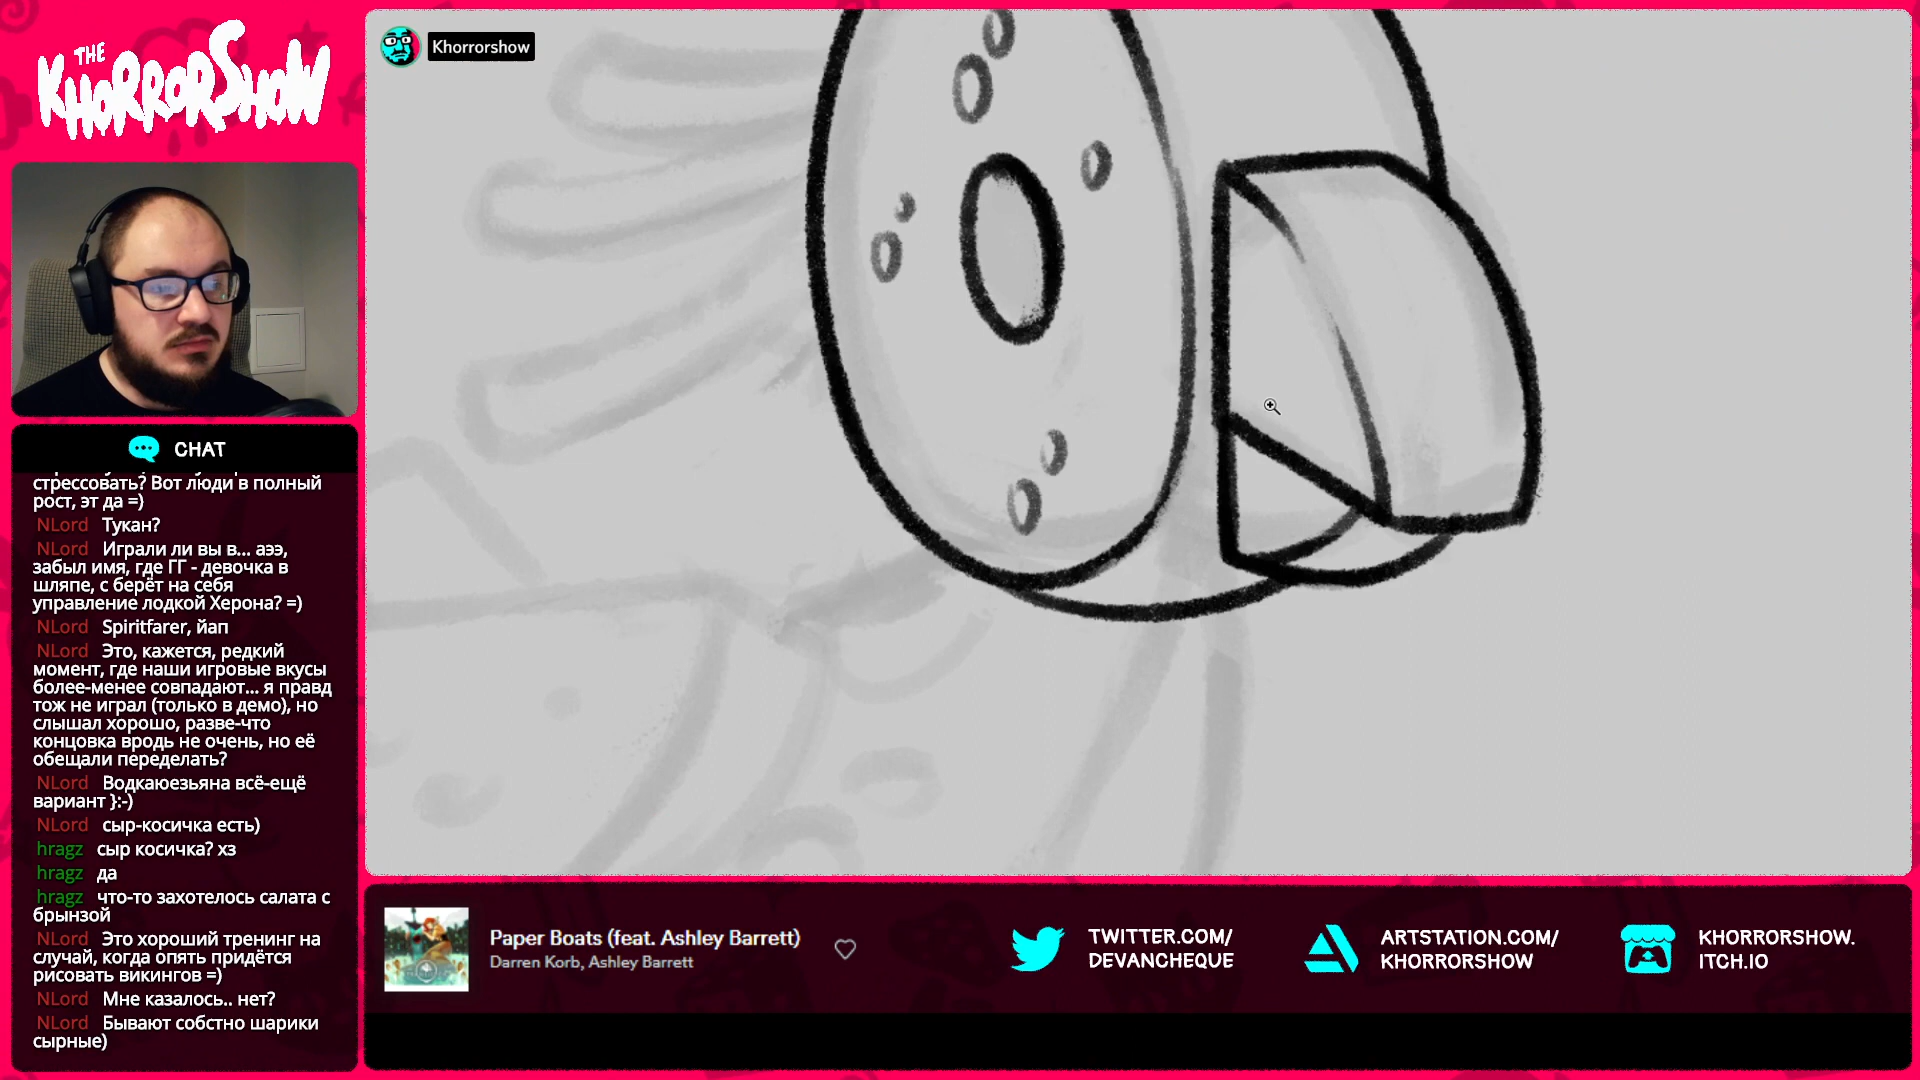 THE
KHORRORSHOW
Khorrorshow
CHAT
стрессовать? Вот люди в полный
рост, эт да =)
NLord Тукан?
NLord Играли ли вы в... аээ,
забыл имя, где ГГ - девочка в
шляпе, с берёт на себя
управление лодкой Херона? =)
NLord Spiritfarer, йап
NLord Это, кажется, редкий
момент, где наши игровые вкусы
более-менее совпадают... я правд
тож не играл (только в демо), но
слышал хорошо, разве-что
концовка вродь не очень, но её
обещали переделать?
NLord Водкаюезьяна всё-ещё
вариант }:-)
NLord сыр-косичка есть)
hragz сыр косичка? хз
hragz да
hragz что-то захотелось салата с
брынзой
NLord Это хороший тренинг на
случай, когда опять придётся
рисовать викингов =)
NLord Мне казалось.. нет?
NLord Бывают собстно шарики
сырные)
Paper Boats (feat. Ashley Barrett)
Darren Korb, Ashley Barrett
TWITTER.COM/
DEVANCHEQUE
ARTSTATION.COM/
KHORRORSHOW
KHORRORSHOW.
ITCH.IO